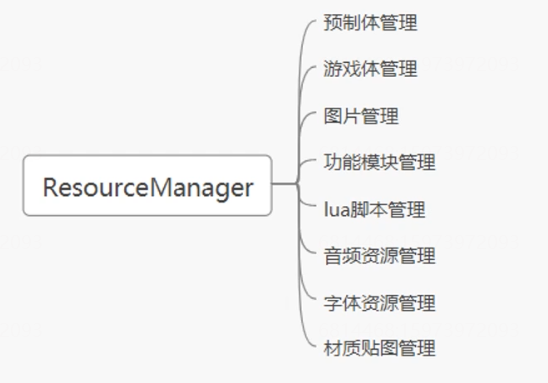 ResourceManager
预制体管理
游戏体管理
图片管理
功能模块管理
lua脚本管理
音频资源管理
字体资源管理
材质贴图管理